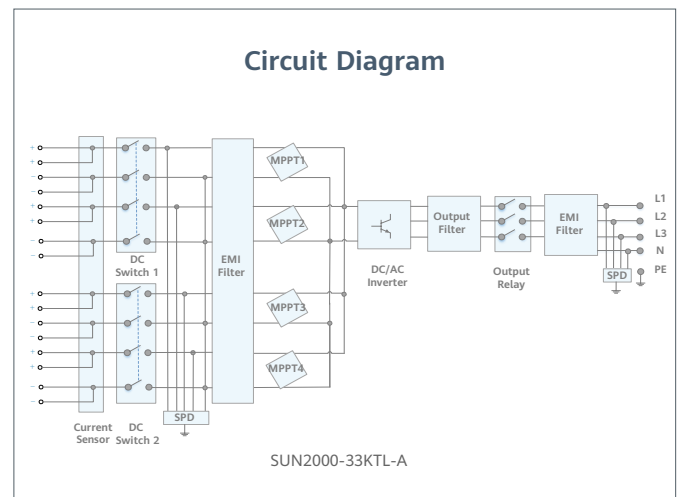 Circuit Diagram
+
+
−
−
+
+
−
−
+
+
−
−
+
+
−
−
DC
Switch 1
DC
Switch 2
Current
Sensor
SPD
EMI
Filter
MPPT1
MPPT2
MPPT3
MPPT4
DC/AC
Inverter
Output
Filter
Output
Relay
EMI
Filter
SPD
L1
L2
L3
N
PE
SUN2000-33KTL-A